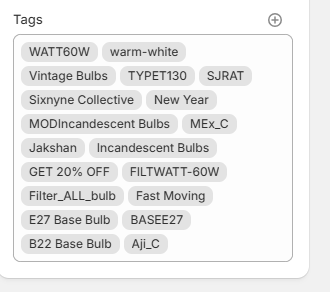 Tags
WATT60W warm-white
Vintage Bulbs TYPET130 SJRAT
Sixnyne Collective New Year
MODIncandescent Bulbs MEx_C
Jakshan Incandescent Bulbs
GET 20% OFF FILTWATT-60W
Filter_ALL_bulb Fast Moving
E27 Base Bulb BASEE27
B22 Base Bulb Aji_C